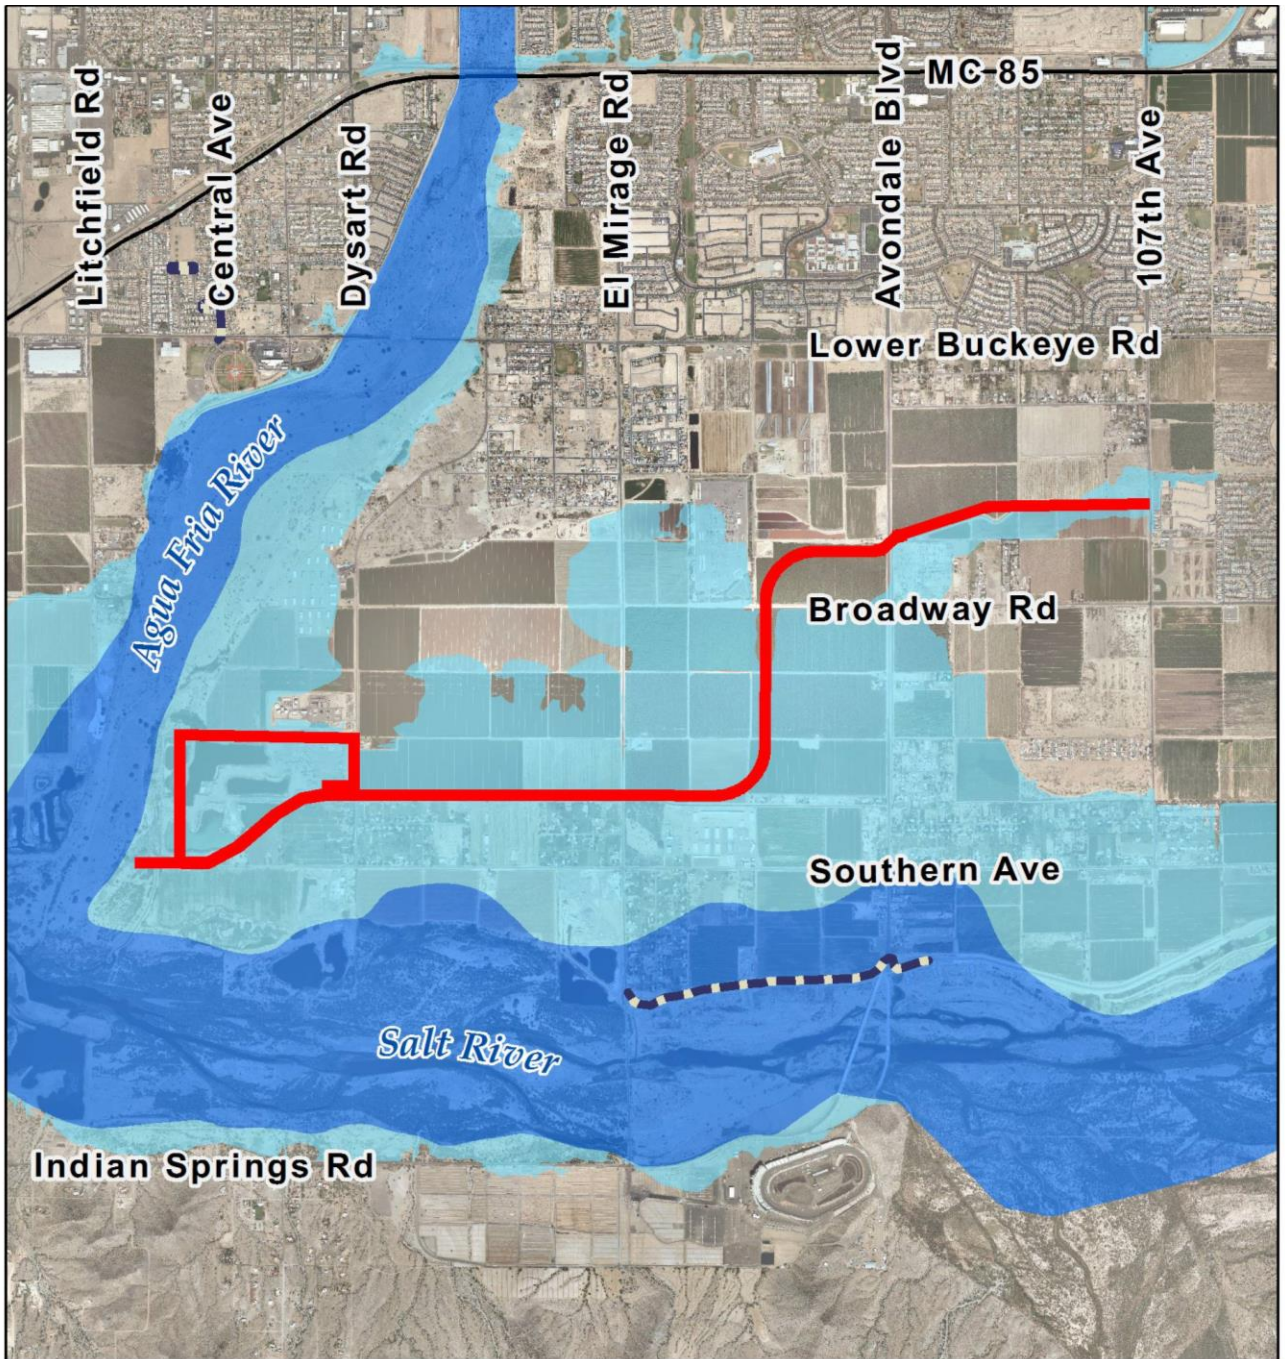 MC 85
Litchfield Rd
Central Ave
Dysart Rd
El Mirage Rd
Avondale Blvd
107th Ave
Lower Buckeye Rd
Agua Fria River
Broadway Rd
Southern Ave
Salt River
Indian Springs Rd